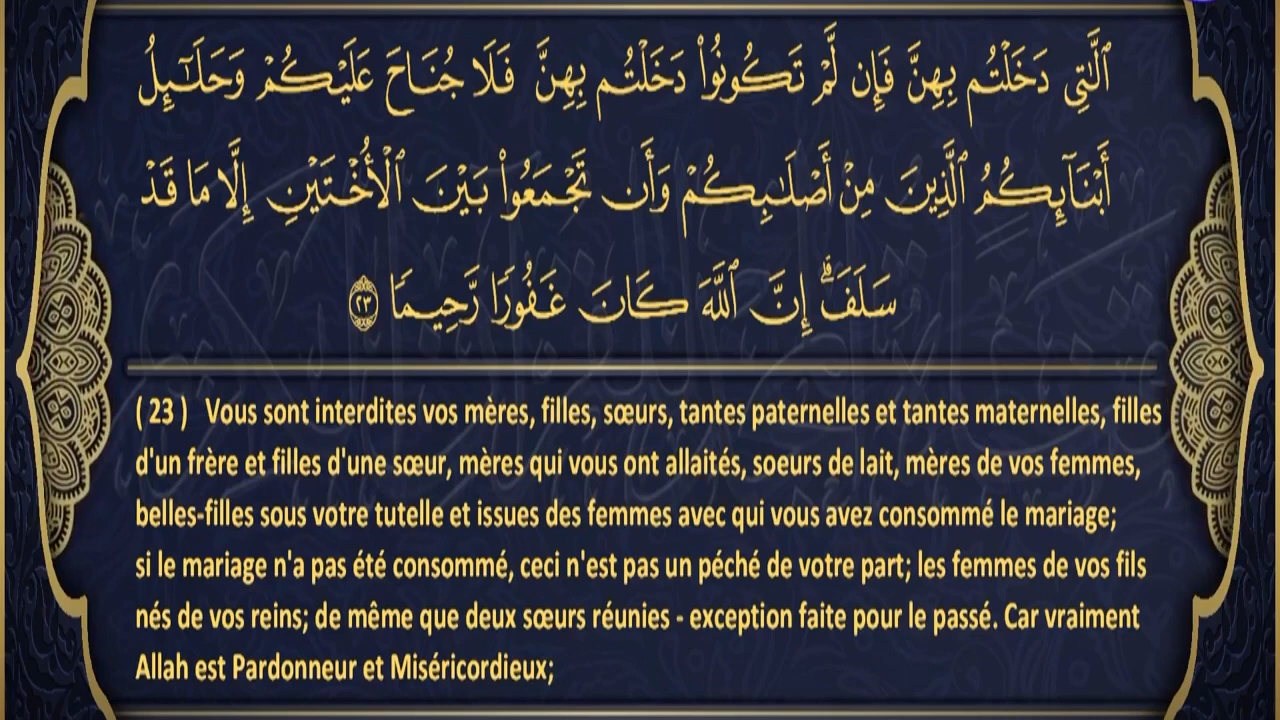 ٱلَّٰتِي دَخَلْتُم بِهِنَّ فَإِن لَّمْ تَكُونُوا۟ دَخَلْتُم بِهِنَّ فَلَا جُنَاحَ عَلَيْكُمْ وَحَلَٰٓئِلُ
أَبْنَآئِكُمُ ٱلَّذِينَ مِنْ أَصْلَٰبِكُمْ وَأَن تَجْمَعُوا۟ بَيْنَ ٱلْأُخْتَيْنِ إِلَّا مَا قَدْ
سَلَفَ ۗ إِنَّ ٱللَّهَ كَانَ غَفُورًا رَّحِيمًا ٢٣
( 23 ) Vous sont interdites vos mères, filles, sœurs, tantes paternelles et tantes maternelles, filles
d'un frère et filles d'une sœur, mères qui vous ont allaités, soeurs de lait, mères de vos femmes,
belles-filles sous votre tutelle et issues des femmes avec qui vous avez consommé le mariage;
si le mariage n'a pas été consommé, ceci n'est pas un péché de votre part; les femmes de vos fils
nés de vos reins; de même que deux sœurs réunies - exception faite pour le passé. Car vraiment
Allah est Pardonneur et Miséricordieux;